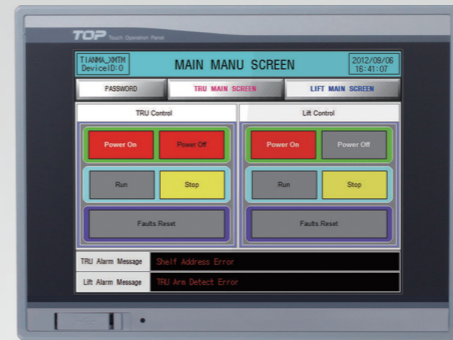 TOP Touch Operation Panel
TIANMA_XMTM
DeviceID:0
MAIN MANU SCREEN
2012/09/06
16:41:07
PASSWORD
TRU MAIN SCREEN
LIFT MAIN SCREEN
TRU Control
Lift Control
Power On
Power Off
Power On
Power Off
Run
Stop
Run
Stop
Faults Reset
Faults Reset
TRU Alarm Message
Shelf Address Error
Lift Alarm Message
TRU Arm Detect Error